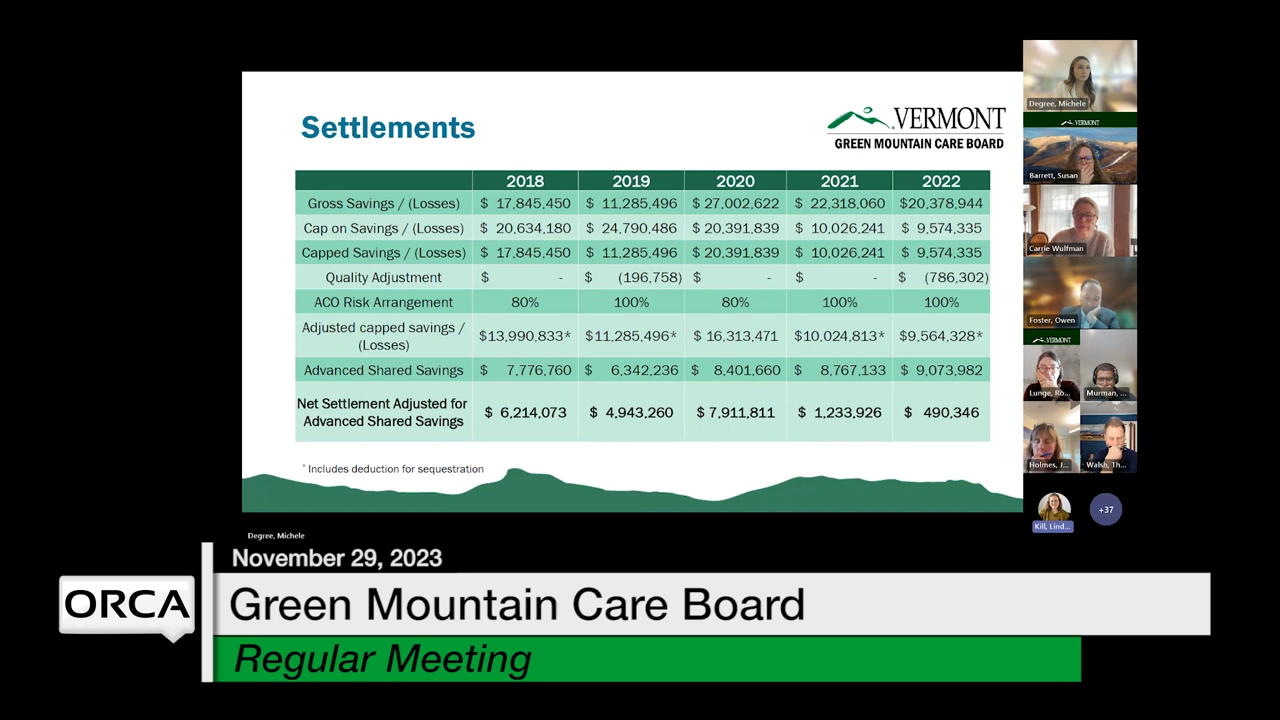 Settlements
VERMONT
GREEN MOUNTAIN CARE BOARD
2018 2019 2020 2021 2022
Gross Savings / (Losses) $ 17,845,450 $ 11,285,496 $ 27,002,622 $ 22,318,060 $20,378,944
Cap on Savings / (Losses) $ 20,634,180 $ 24,790,486 $ 20,391,839 $ 10,026,241 $ 9,574,335
Capped Savings / (Losses) $ 17,845,450 $ 11,285,496 $ 20,391,839 $ 10,026,241 $ 9,574,335
Quality Adjustment $ - $ (196,758) $ - $ - $ (786,302)
ACO Risk Arrangement 80% 100% 80% 100% 100%
Adjusted capped savings /
(Losses) $13,990,833* $11,285,496* $ 16,313,471 $10,024,813* $9,564,328*
Advanced Shared Savings $ 7,776,760 $ 6,342,236 $ 8,401,660 $ 8,767,133 $ 9,073,982
Net Settlement Adjusted for
Advanced Shared Savings $ 6,214,073 $ 4,943,260 $ 7,911,811 $ 1,233,926 $ 490,346
* Includes deduction for sequestration
Degree, Michele
VERMONT
Barrett, Susan
Carrie Wulfman
Foster, Owen
VERMONT
Lunge, Ro...
Murman, ...
Holmes, J...
Walsh, Th...
Kill, Lind...
+37
Degree, Michele
November 29, 2023
ORCA
Green Mountain Care Board
Regular Meeting